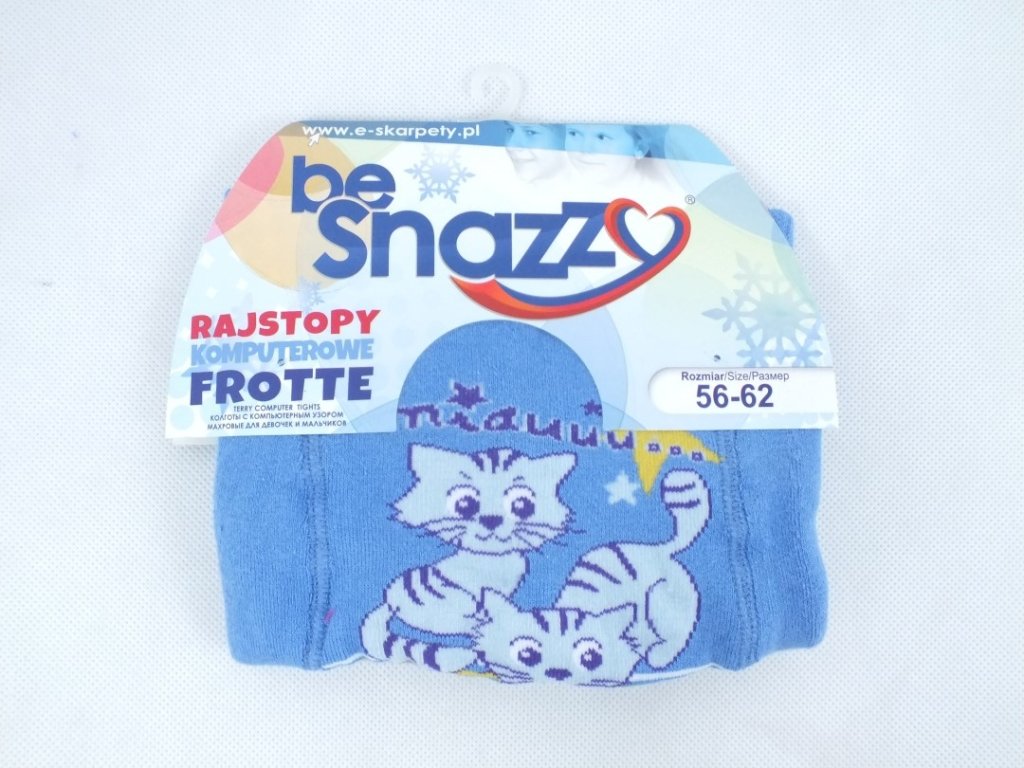 www.e-skarpety.pl
be
Snazzy®
RAJSTOPY
KOMPUTEROWE
FROTTE
TERRY COMPUTER TIGHTS
КОЛГОТЫ С КОМПЬЮТЕРНЫМ УЗОРОМ
МАХРОВЫЕ ДЛЯ ДЕВОЧЕК И МАЛЬЧИКОВ
Rozmiar/Size/Размер
56-62
miauuu...